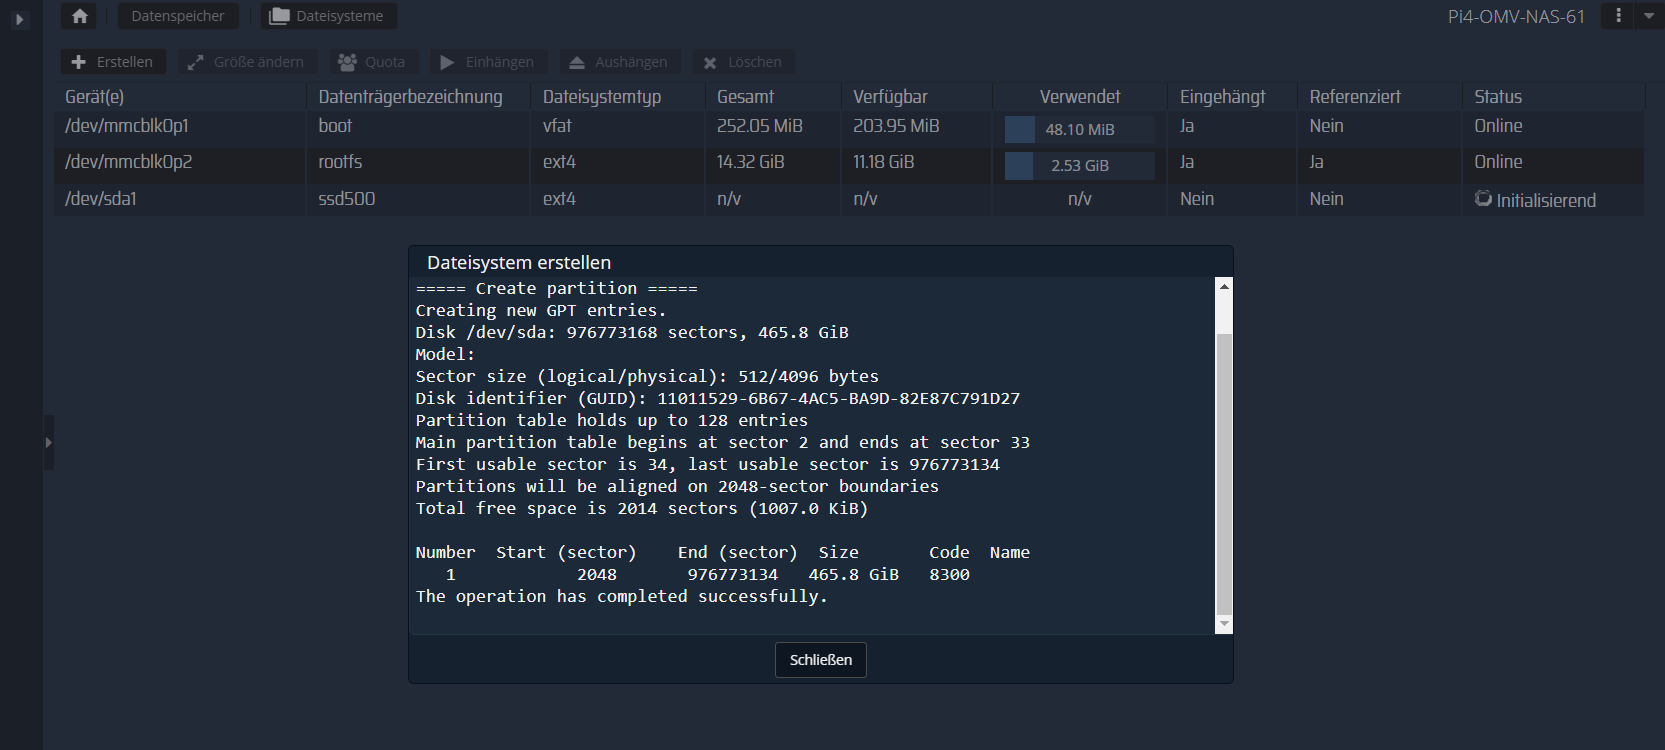 Datenspeicher Dateisysteme Pi4-OMV-NAS-61
Erstellen Größe ändern Quota Einhängen Aushängen Löschen
Gerät(e) Datenträgerbezeichnung Dateisystemtyp Gesamt Verfügbar Verwendet Eingehängt Referenziert Status
/dev/mmcblk0p1 boot vfat 252.05 MiB 203.95 MiB 48.10 MiB Ja Nein Online
/dev/mmcblk0p2 rootfs ext4 14.32 GiB 11.18 GiB 2.53 GiB Ja Ja Online
/dev/sda1 ssd500 ext4 n/v n/v n/v Nein Nein Initialisierend
Dateisystem erstellen
===== Create partition =====
Creating new GPT entries.
Disk /dev/sda: 976773168 sectors, 465.8 GiB
Model:
Sector size (logical/physical): 512/4096 bytes
Disk identifier (GUID): 11011529-6B67-4AC5-BA9D-82E87C791D27
Partition table holds up to 128 entries
Main partition table begins at sector 2 and ends at sector 33
First usable sector is 34, last usable sector is 976773134
Partitions will be aligned on 2048-sector boundaries
Total free space is 2014 sectors (1007.0 KiB)
Number Start (sector) End (sector) Size Code Name
1 2048 976773134 465.8 GiB 8300
The operation has completed successfully.
Schließen